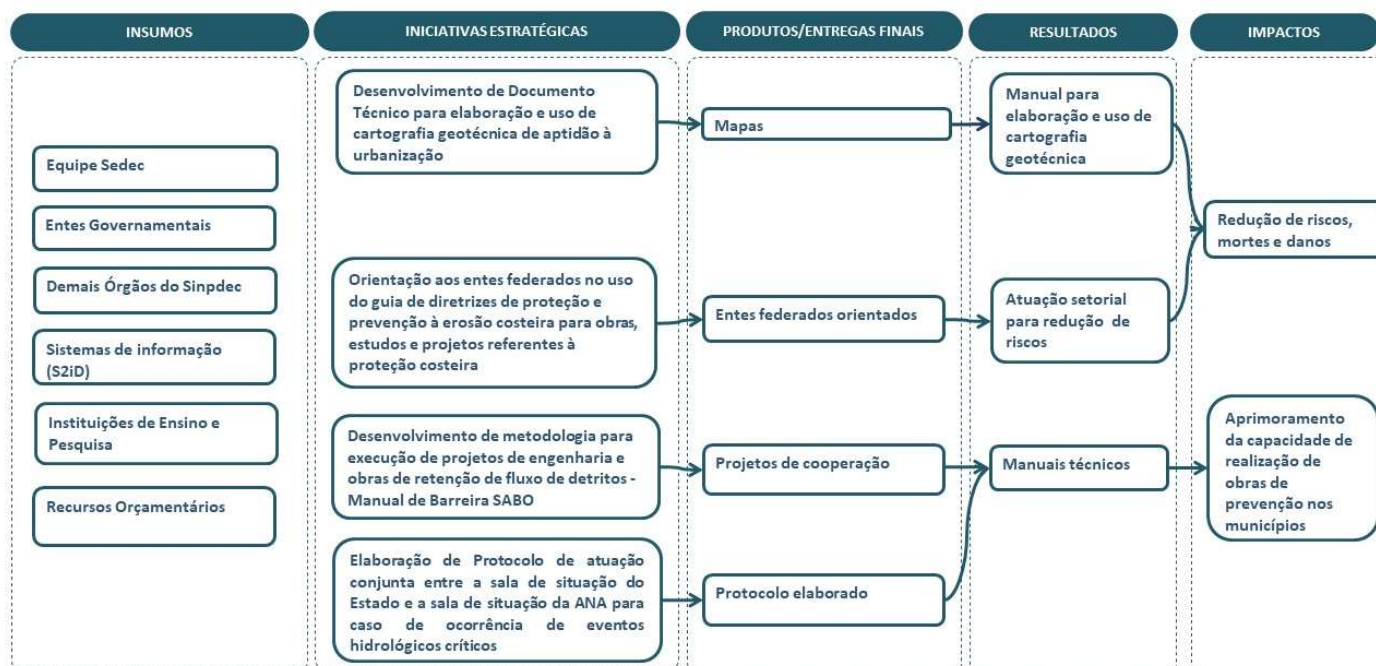 INSUMOS
INICIATIVAS ESTRATÉGICAS
PRODUTOS/ENTREGAS FINAIS
RESULTADOS
IMPACTOS
Equipe Sedec
Entes Governamentais
Demais Órgãos do Sinpdec
Sistemas de informação
(S2iD)
Instituições de Ensino e
Pesquisa
Recursos Orçamentários
Desenvolvimento de Documento
Técnico para elaboração e uso de
cartografia geotécnica de aptidão à
urbanização
Orientação aos entes federados no uso
do guia de diretrizes de proteção e
prevenção à erosão costeira para obras,
estudos e projetos referentes à
proteção costeira
Desenvolvimento de metodologia para
execução de projetos de engenharia e
obras de retenção de fluxo de detritos -
Manual de Barreira SABO
Elaboração de Protocolo de atuação
conjunta entre a sala de situação do
Estado e a sala de situação da ANA para
caso de ocorrência de eventos
hidrológicos críticos
Mapas
Entes federados orientados
Projetos de cooperação
Protocolo elaborado
Manual para
elaboração e uso de
cartografia
geotécnica
Atuação setorial
para redução de
riscos
Manuais técnicos
Redução de riscos,
mortes e danos
Aprimoramento
da capacidade de
realização de
obras de
prevenção nos
municípios